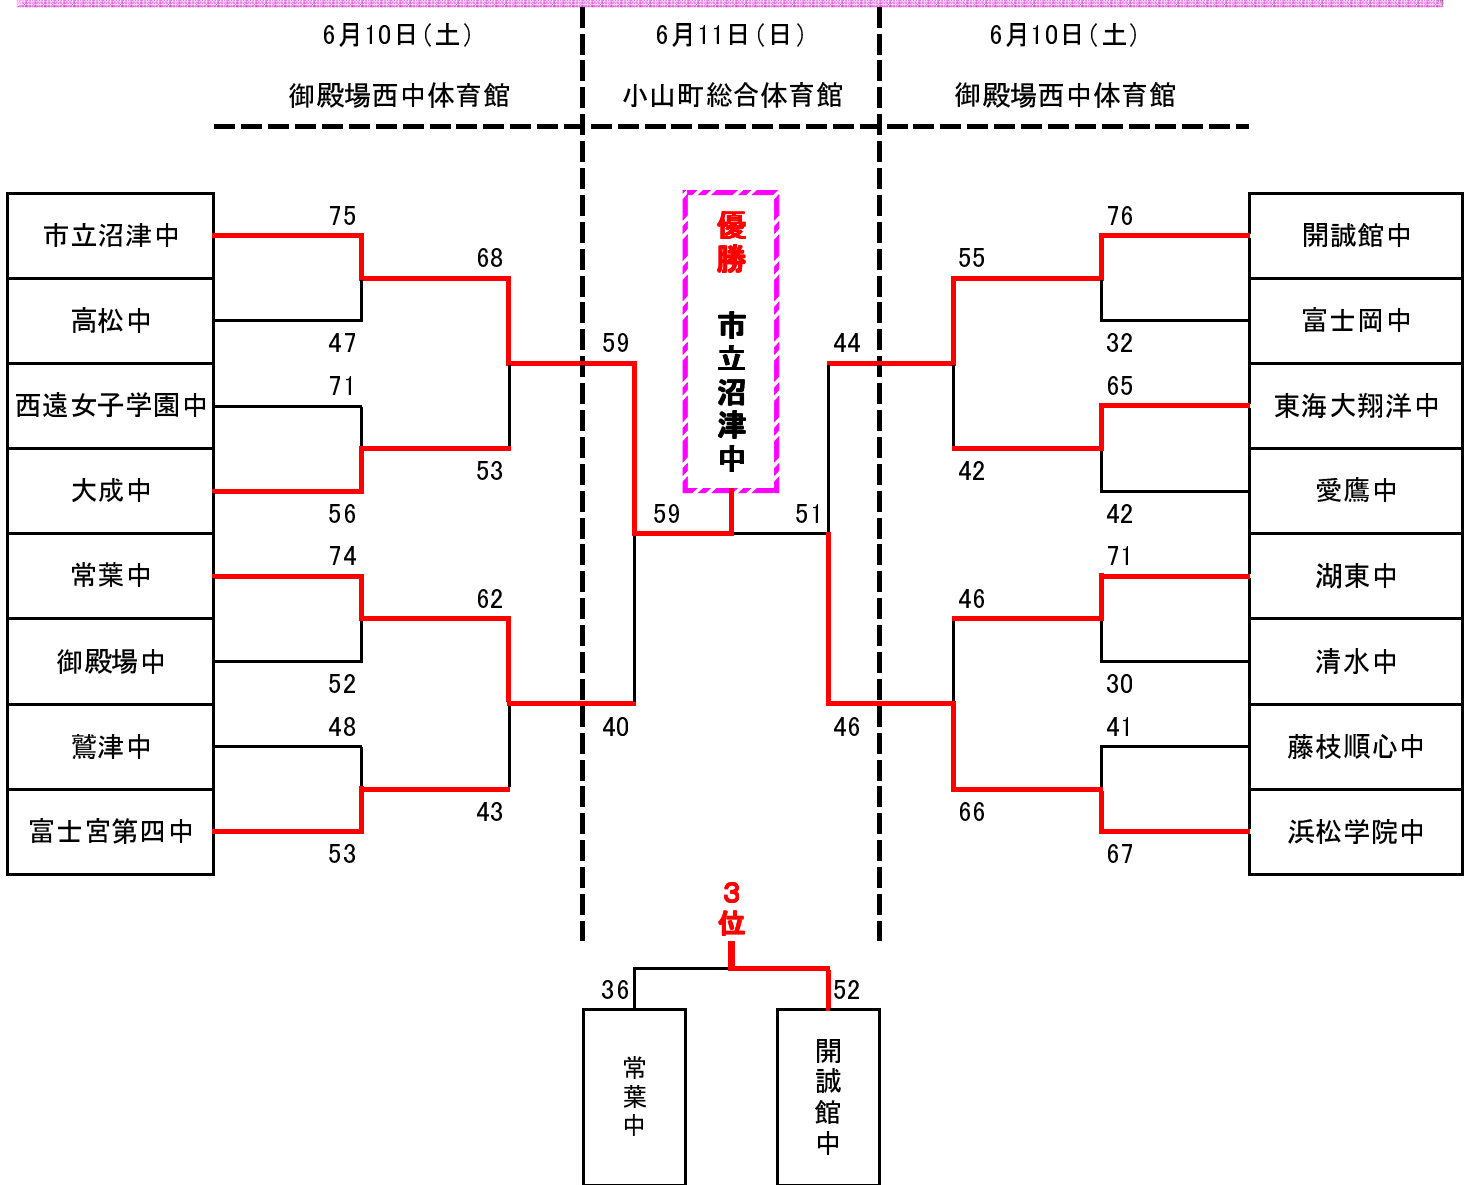 6月10日（土）
6月11日（日）
6月10日（土）
御殿場西中体育館
小山町総合体育館
御殿場西中体育館
市立沼津中
高松中
西遠女子学園中
大成中
常葉中
御殿場中
鷲津中
富士宮第四中
75
47
71
56
74
52
48
53
68
53
62
43
59
40
優勝　市立沼津中
59
51
44
46
55
42
46
66
76
32
65
42
71
30
41
67
開誠館中
富士岡中
東海大翔洋中
愛鷹中
湖東中
清水中
藤枝順心中
浜松学院中
3位
36
52
常葉中
開誠館中